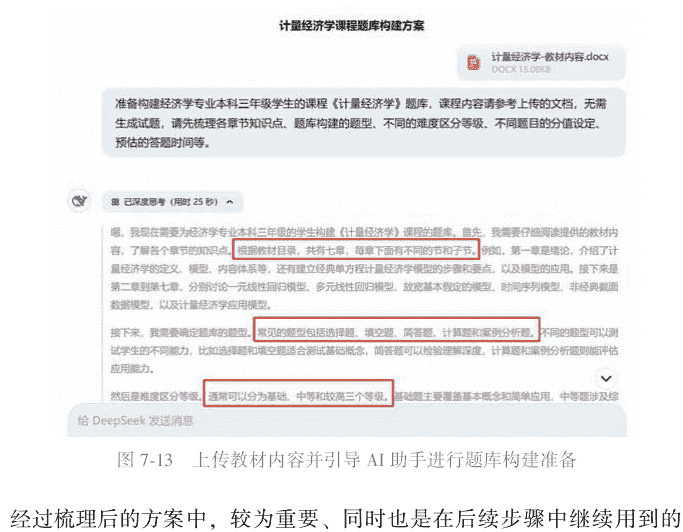 计量经济学课程题库构建方案
计量经济学-教材内容.docx
DOCX 15.08KB
准备构建经济学专业本科三年级学生的课程《计量经济学》题库，课程内容请参考上传的文档，无需
生成试题，请先梳理各章节知识点、题库构建的题型、不同的难度区分等级、不同题目的分值设定、
预估的答题时间等。
已深度思考（用时 25 秒）
嗯，我现在需要为经济学专业本科三年级的学生构建《计量经济学》课程的题库。首先，我需要仔细阅读提供的教材内
容，了解各个章节的知识点。根据教材目录，共有七章，每章下面有不同的节和子节。例如，第一章是绪论，介绍了计
量经济学的定义、模型、内容体系等，还有建立经典单方程计量经济学模型的步骤和要点，以及模型的应用。接下来是
第二章到第七章，分别讨论一元线性回归模型、多元线性回归模型、放宽基本假定的模型、时间序列模型、非经典截面
数据模型，以及计量经济学应用模型。
接下来，我需要确定题库的题型。常见的题型包括选择题、填空题、简答题、计算题和案例分析题。不同的题型可以测
试学生的不同能力，比如选择题和填空题适合测试基础概念，简答题可以检验理解深度，计算题和案例分析题则能评估
应用能力。
然后是难度区分等级。通常可以分为基础、中等和较高三个等级。基础题主要覆盖基本概念和简单应用，中等题涉及综
给 DeepSeek 发送消息
图 7-13 上传教材内容并引导 AI 助手进行题库构建准备
经过梳理后的方案中，较为重要、同时也是在后续步骤中继续用到的